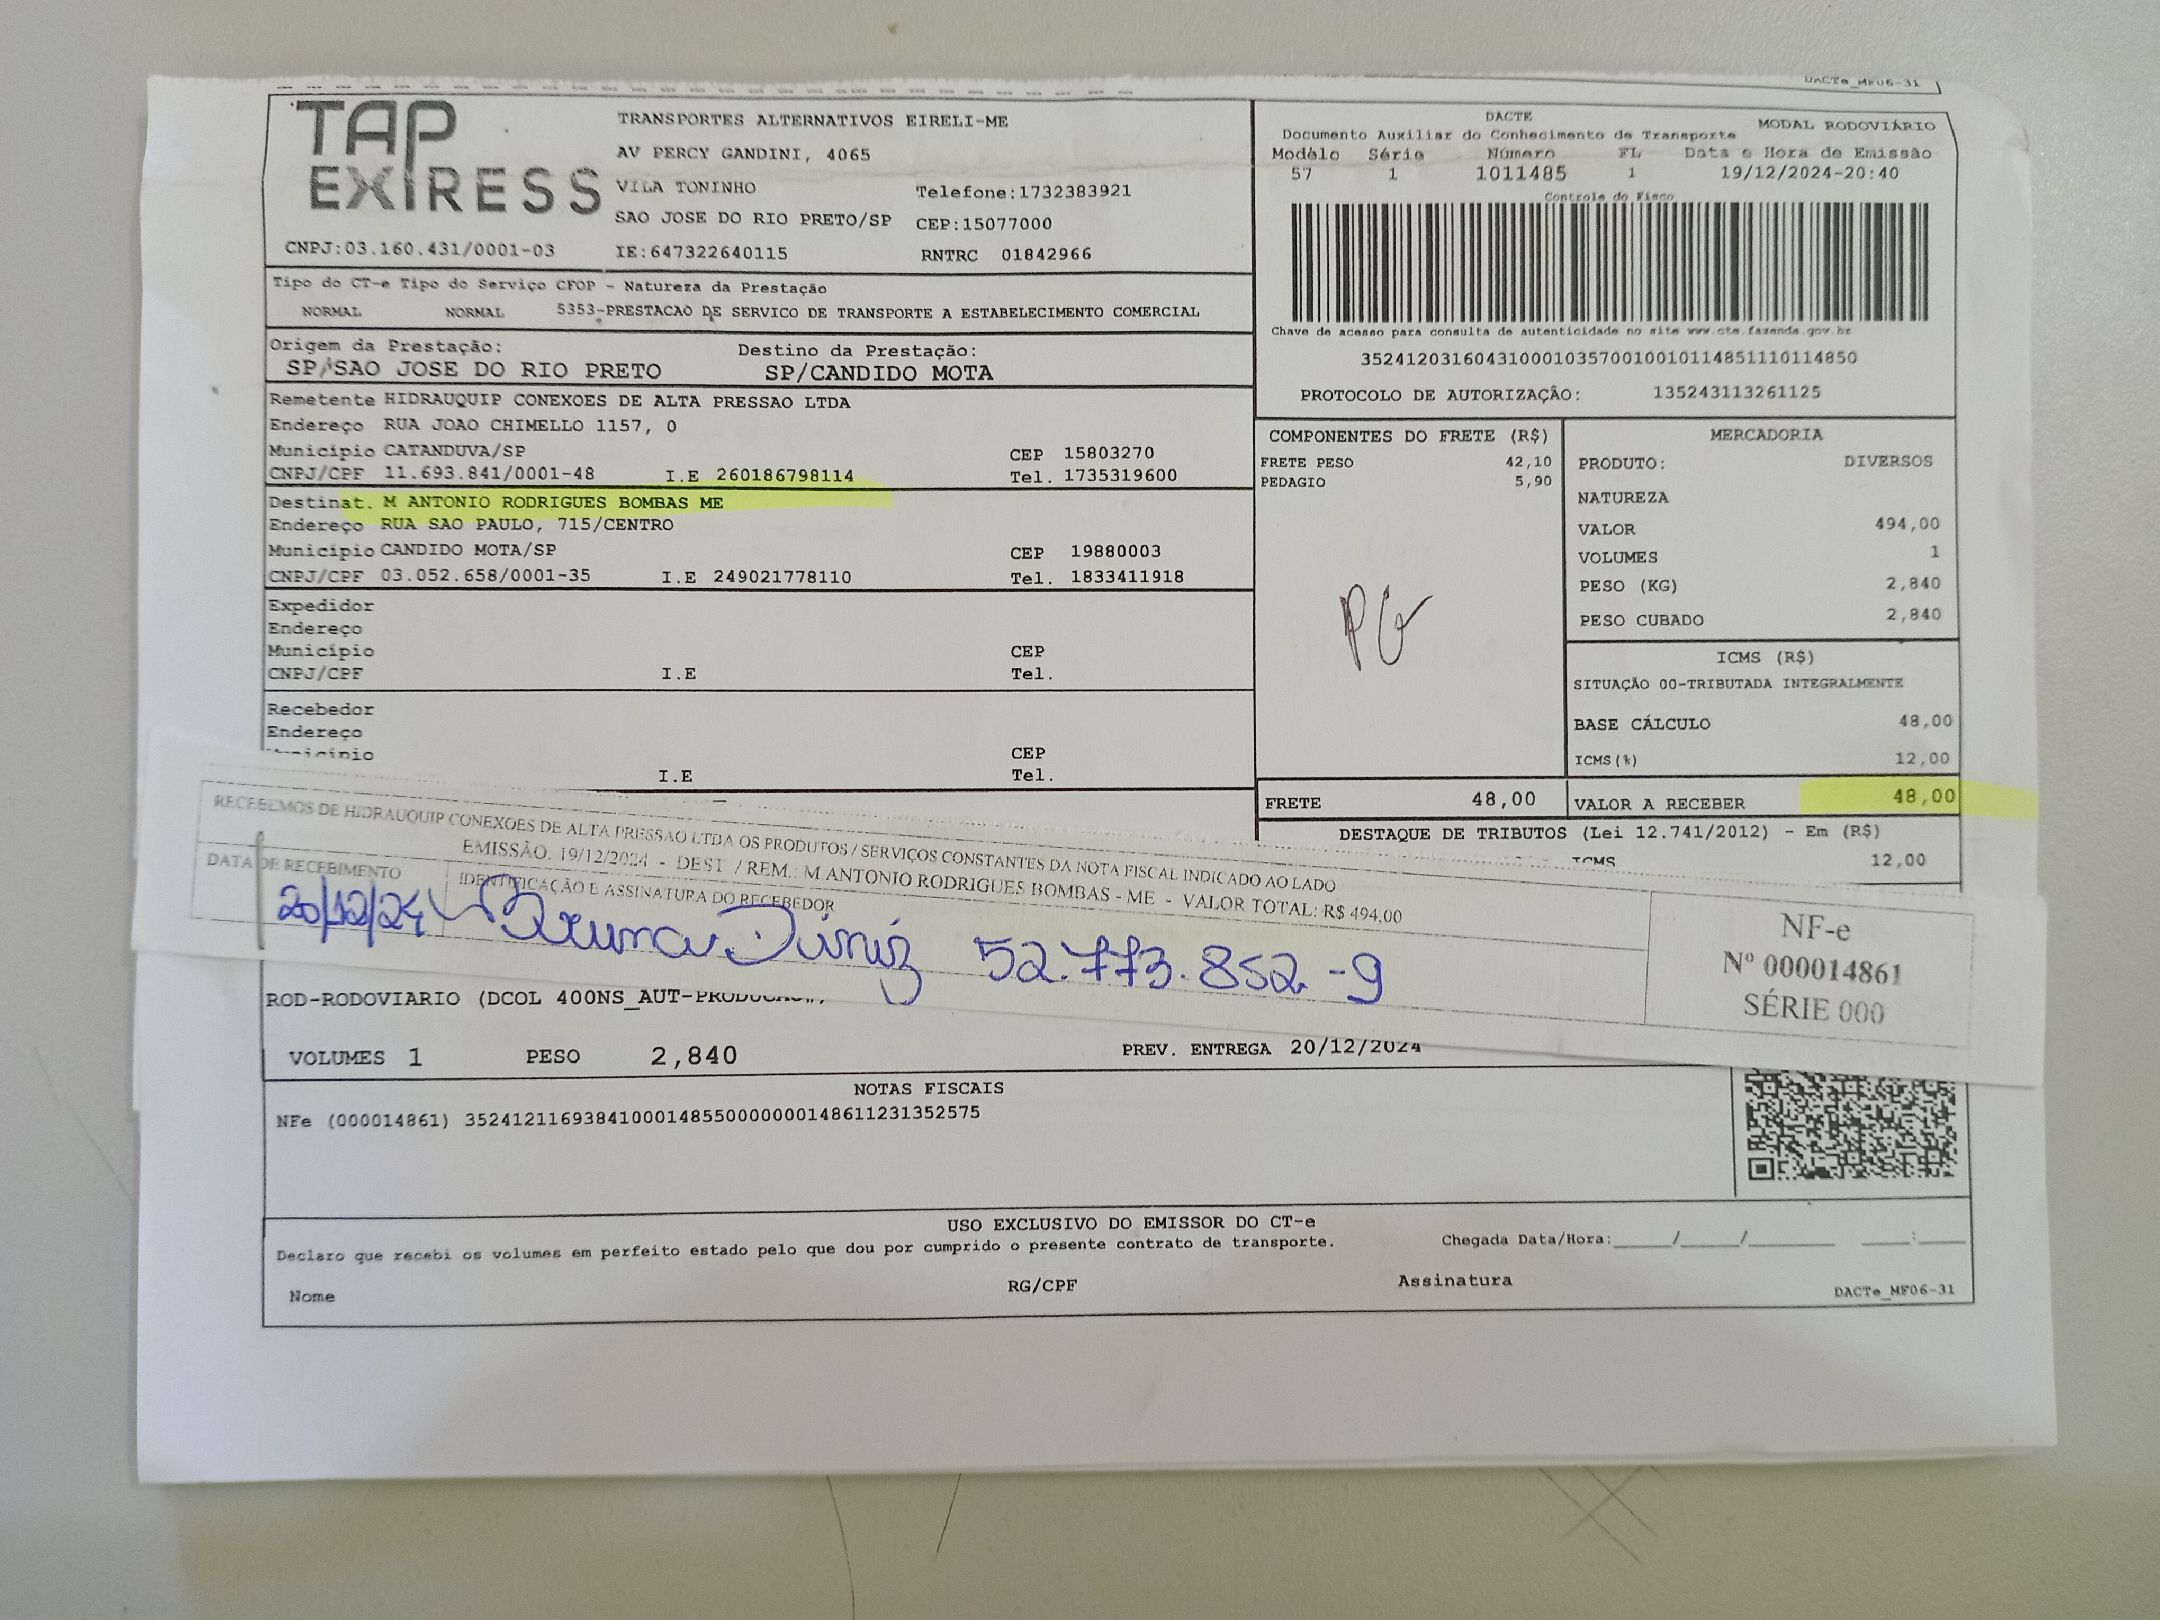 DACTe_MF06-31
TAP EXPRESS
TRANSPORTES ALTERNATIVOS EIRELI-ME
AV PERCY GANDINI, 4065
VILA TONINHO Telefone:1732383921
SAO JOSE DO RIO PRETO/SP CEP:15077000
CNPJ:03.160.431/0001-03 IE:647322640115 RNTRC 01842966
DACTE MODAL RODOVIÁRIO
Documento Auxiliar do Conhecimento de Transporte
Modelo Série Número FL Data e Hora de Emissão
57 1 1011485 1 19/12/2024-20:40
Controle do Fisco
Chave de acesso para consulta de autenticidade no site www.cte.fazenda.gov.br
35241203160431000103570010010114851110114850
PROTOCOLO DE AUTORIZAÇÃO: 135243113261125
Tipo do CT-e Tipo do Serviço CFOP - Natureza da Prestação
NORMAL NORMAL 5353-PRESTACAO DE SERVICO DE TRANSPORTE A ESTABELECIMENTO COMERCIAL
Origem da Prestação: Destino da Prestação:
SP/SAO JOSE DO RIO PRETO SP/CANDIDO MOTA
Remetente HIDRAUQUIP CONEXOES DE ALTA PRESSAO LTDA
Endereço RUA JOAO CHIMELLO 1157, 0
Município CATANDUVA/SP CEP 15803270
CNPJ/CPF 11.693.841/0001-48 I.E 260186798114 Tel. 1735319600
Destinat. M ANTONIO RODRIGUES BOMBAS ME
Endereço RUA SAO PAULO, 715/CENTRO
Município CANDIDO MOTA/SP CEP 19880003
CNPJ/CPF 03.052.658/0001-35 I.E 249021778110 Tel. 1833411918
Expedidor
Endereço
Município CEP
CNPJ/CPF I.E Tel.
Recebedor
Endereço
Município CEP
I.E Tel.
COMPONENTES DO FRETE (R$)
FRETE PESO 42,10
PEDAGIO 5,90
PG
MERCADORIA
PRODUTO: DIVERSOS
NATUREZA
VALOR 494,00
VOLUMES 1
PESO (KG) 2,840
PESO CUBADO 2,840
ICMS (R$)
SITUAÇÃO 00-TRIBUTADA INTEGRALMENTE
BASE CÁLCULO 48,00
ICMS(%) 12,00
FRETE 48,00 VALOR A RECEBER 48,00
DESTAQUE DE TRIBUTOS (Lei 12.741/2012) - Em (R$)
ICMS 12,00
RECEBEMOS DE HIDRAUQUIP CONEXOES DE ALTA PRESSAO LTDA OS PRODUTOS / SERVIÇOS CONSTANTES DA NOTA FISCAL INDICADO AO LADO
EMISSÃO. 19/12/2024 - DEST / REM.: M ANTONIO RODRIGUES BOMBAS - ME - VALOR TOTAL: R$ 494,00
DATA DE RECEBIMENTO IDENTIFICAÇÃO E ASSINATURA DO RECEBEDOR
20/12/24 Bruna Diniz 52.773.852-9
NF-e
Nº 000014861
SÉRIE 000
ROD-RODOVIARIO (DCOL 400NS_AUT-PRODUCAO
VOLUMES 1 PESO 2,840 PREV. ENTREGA 20/12/2024
NOTAS FISCAIS
NFe (000014861) 35241211693841000148550000000148611231352575
USO EXCLUSIVO DO EMISSOR DO CT-e
Declaro que recebi os volumes em perfeito estado pelo que dou por cumprido o presente contrato de transporte. Chegada Data/Hora:_____/_____/________ ____:____
Nome RG/CPF Assinatura
DACTe_MF06-31